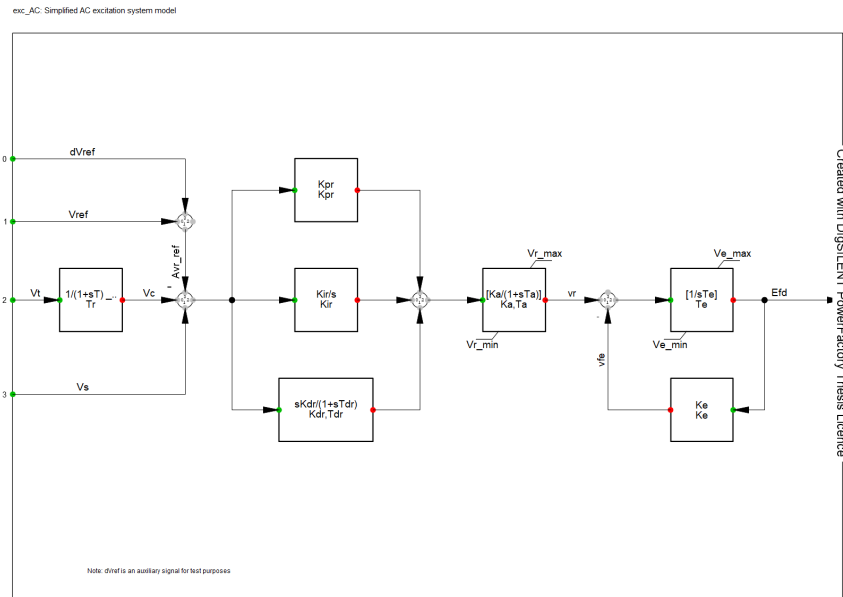 exc_AC: Simplified AC excitation system model
0
dVref
1
Vref
Avr_ref
-
2
Vt
1/(1+sT) _..
Tr
Vc
3
Vs
Kpr
Kpr
Kir/s
Kir
sKdr/(1+sTdr)
Kdr,Tdr
Vr_max
[Ka/(1+sTa)]
Ka,Ta
Vr_min
vr
-
vfe
Ve_max
[1/sTe]
Te
Ve_min
Efd
Ke
Ke
Created with DIgSILENT PowerFactory Thesis Licence
Note: dVref is an auxiliary signal for test purposes